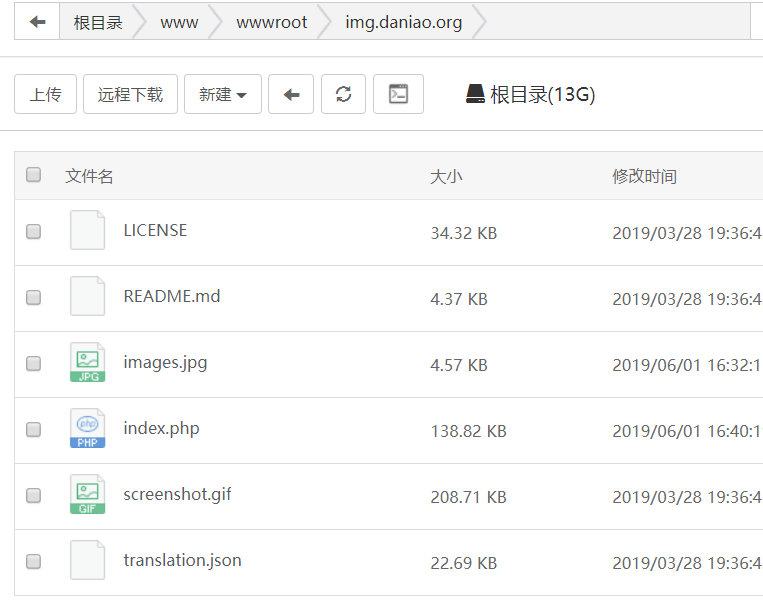 根目录 www wwwroot img.daniao.org
上传 远程下载 新建 根目录(13G)
文件名 大小 修改时间
LICENSE 34.32 KB 2019/03/28 19:36:4
README.md 4.37 KB 2019/03/28 19:36:4
JPG images.jpg 4.57 KB 2019/06/01 16:32:1
php PHP index.php 138.82 KB 2019/06/01 16:40:1
GIF screenshot.gif 208.71 KB 2019/03/28 19:36:4
translation.json 22.69 KB 2019/03/28 19:36:4